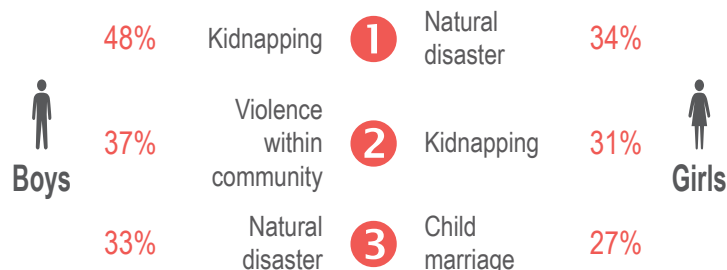 48% Kidnapping 1 Natural disaster 34%
Boys 37% Violence within community 2 Kidnapping 31% Girls
33% Natural disaster 3 Child marriage 27%